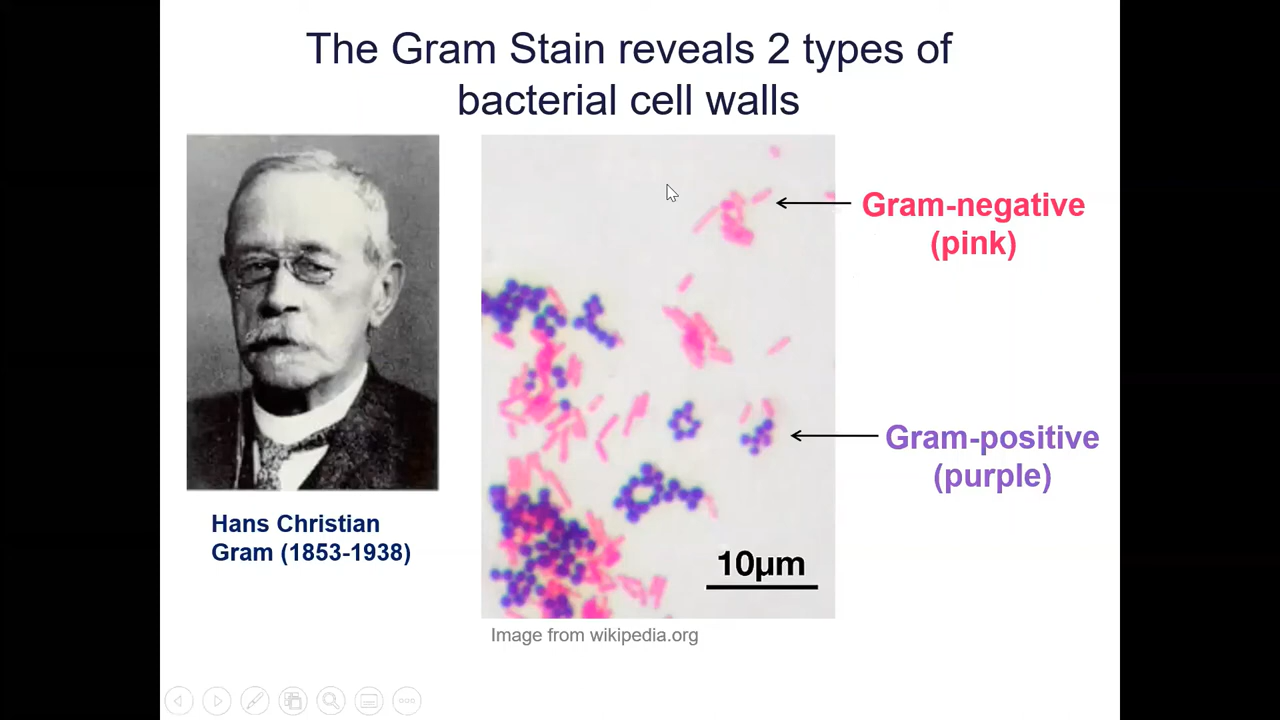 The Gram Stain reveals 2 types of
bacterial cell walls
Gram-negative
(pink)
Gram-positive
(purple)
Hans Christian
Gram (1853-1938)
10µm
Image from wikipedia.org